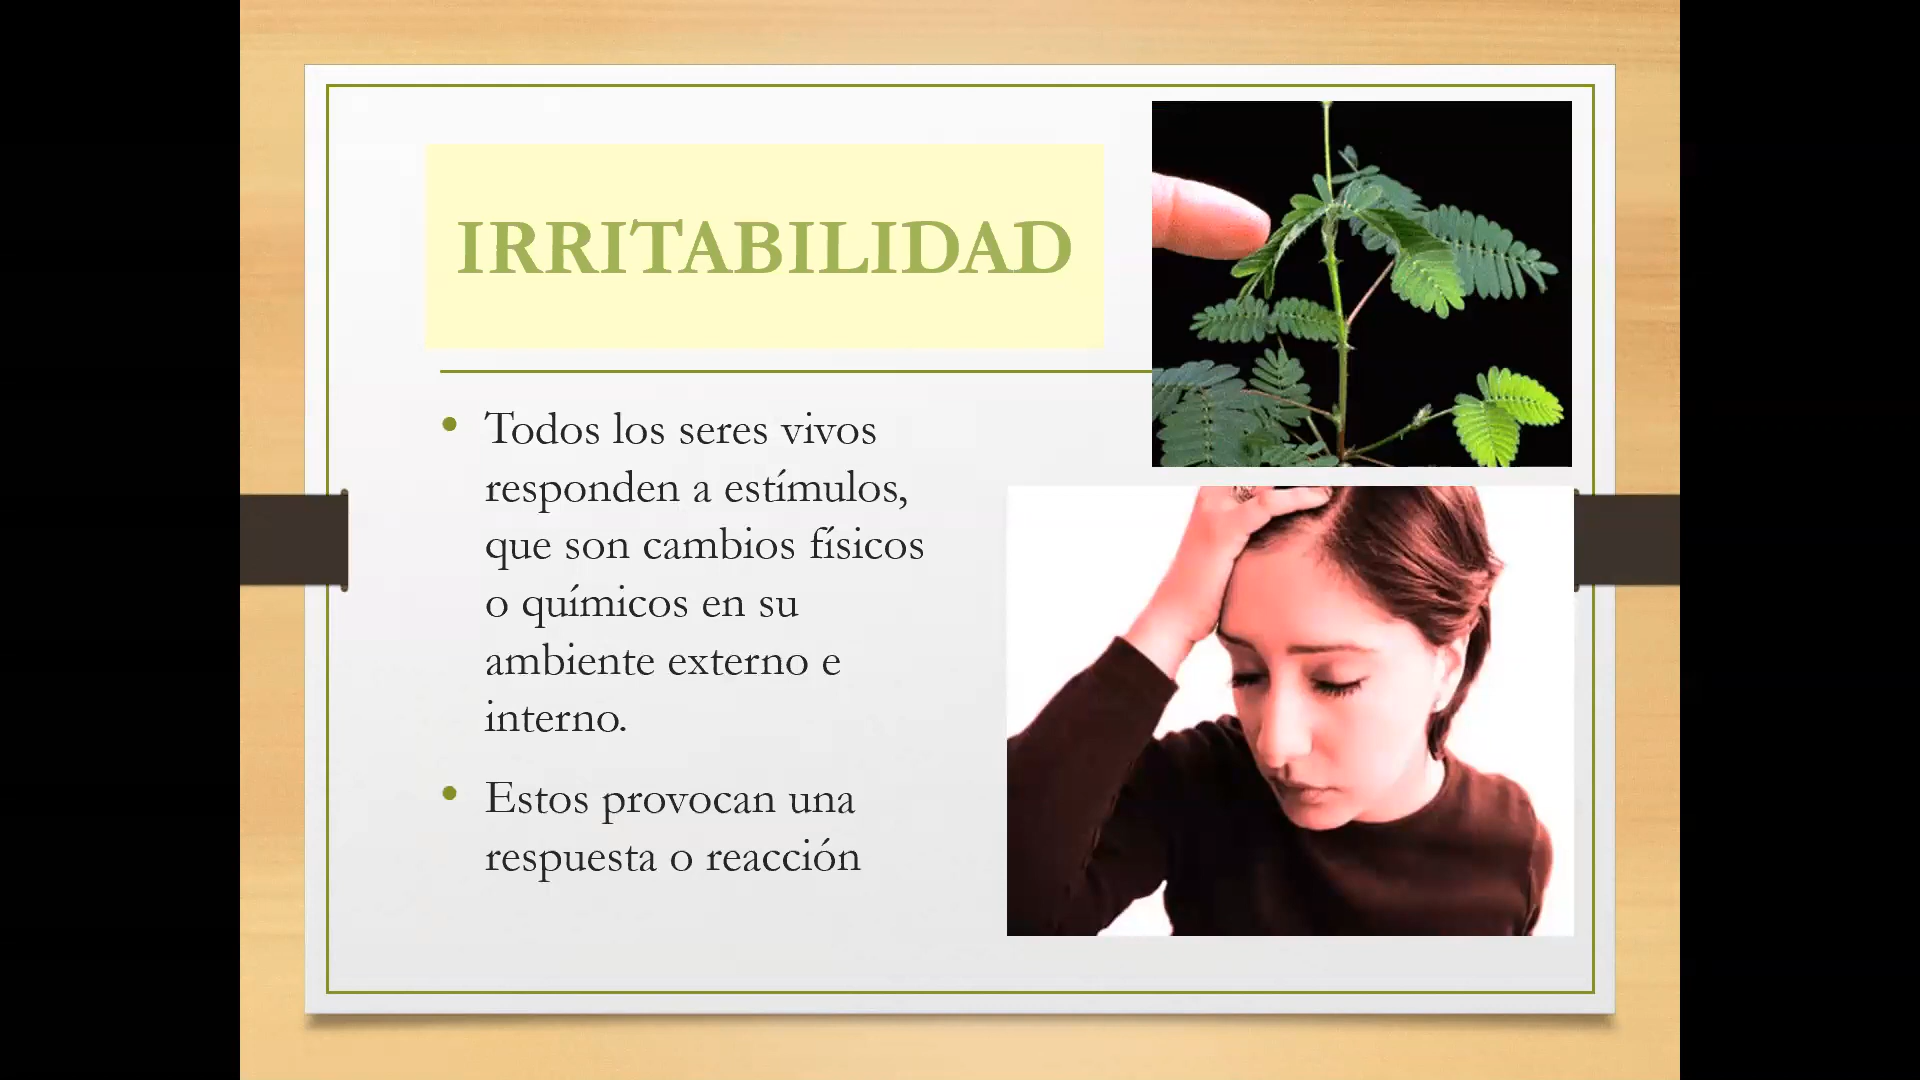 IRRITABILIDAD
• Todos los seres vivos
responden a estímulos,
que son cambios físicos
o químicos en su
ambiente externo e
interno.
• Estos provocan una
respuesta o reacción